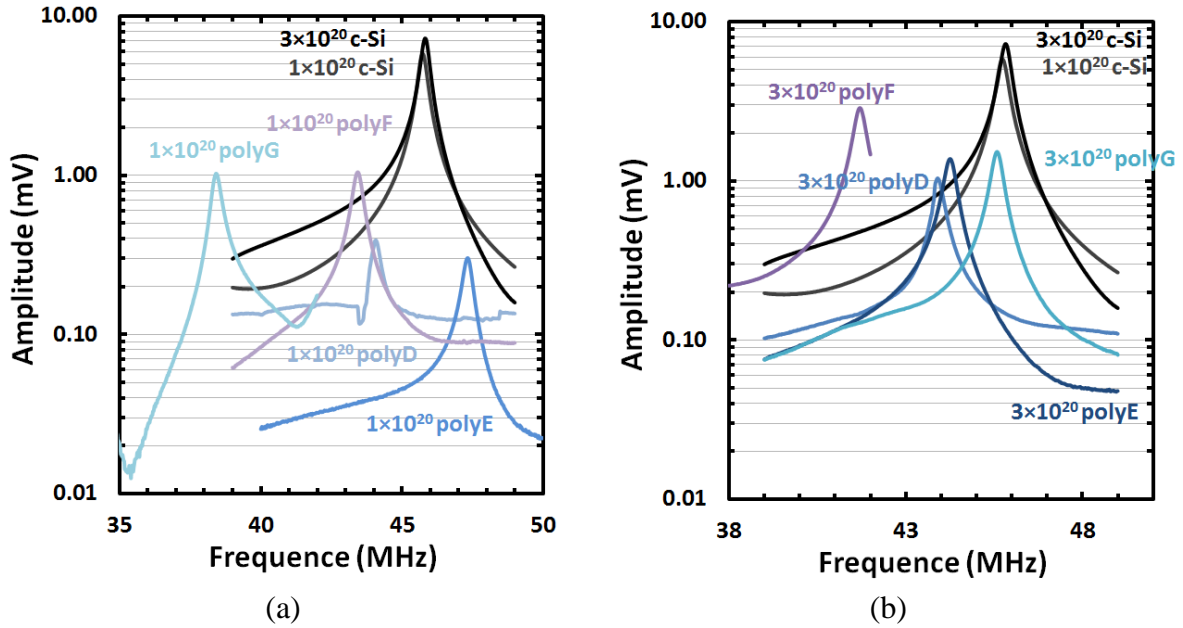 10.00
3×10²⁰ c-Si
1×10²⁰ c-Si
1×10²⁰ polyF
1×10²⁰ polyG
1.00
0.10
1×10²⁰ polyD
1×10²⁰ polyE
0.01
35
40
45
50
Amplitude (mV)
Frequence (MHz)
(a)
10.00
3×10²⁰ c-Si
1×10²⁰ c-Si
3×10²⁰ polyF
3×10²⁰ polyG
3×10²⁰ polyD
1.00
0.10
3×10²⁰ polyE
0.01
38
43
48
Amplitude (mV)
Frequence (MHz)
(b)